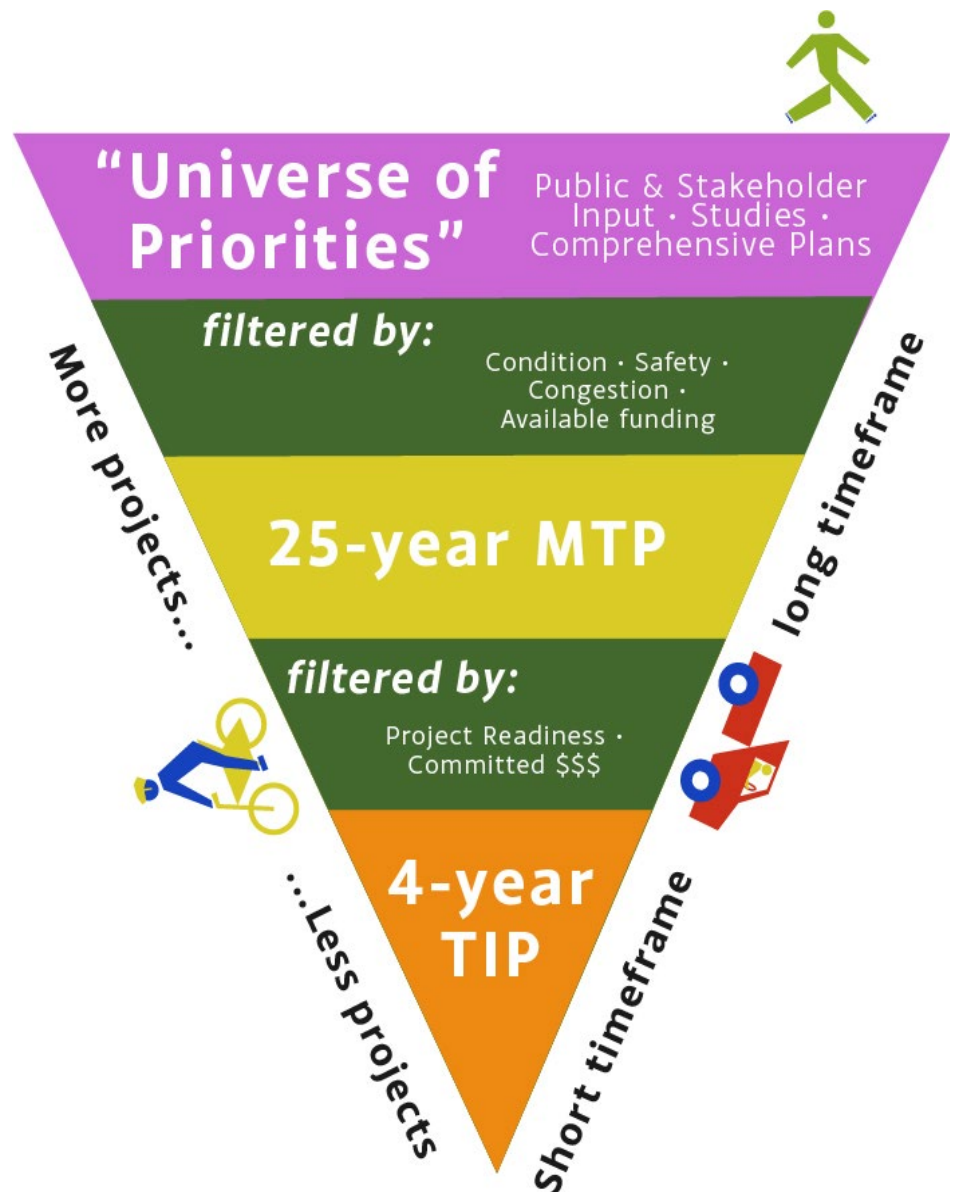 “Universe of
Priorities”
Public & Stakeholder
Input · Studies ·
Comprehensive Plans
filtered by:
Condition · Safety ·
Congestion ·
Available funding
More projects...
long timeframe
25-year MTP
filtered by:
Project Readiness ·
Committed $$$
4-year
TIP
...Less projects
Short timeframe